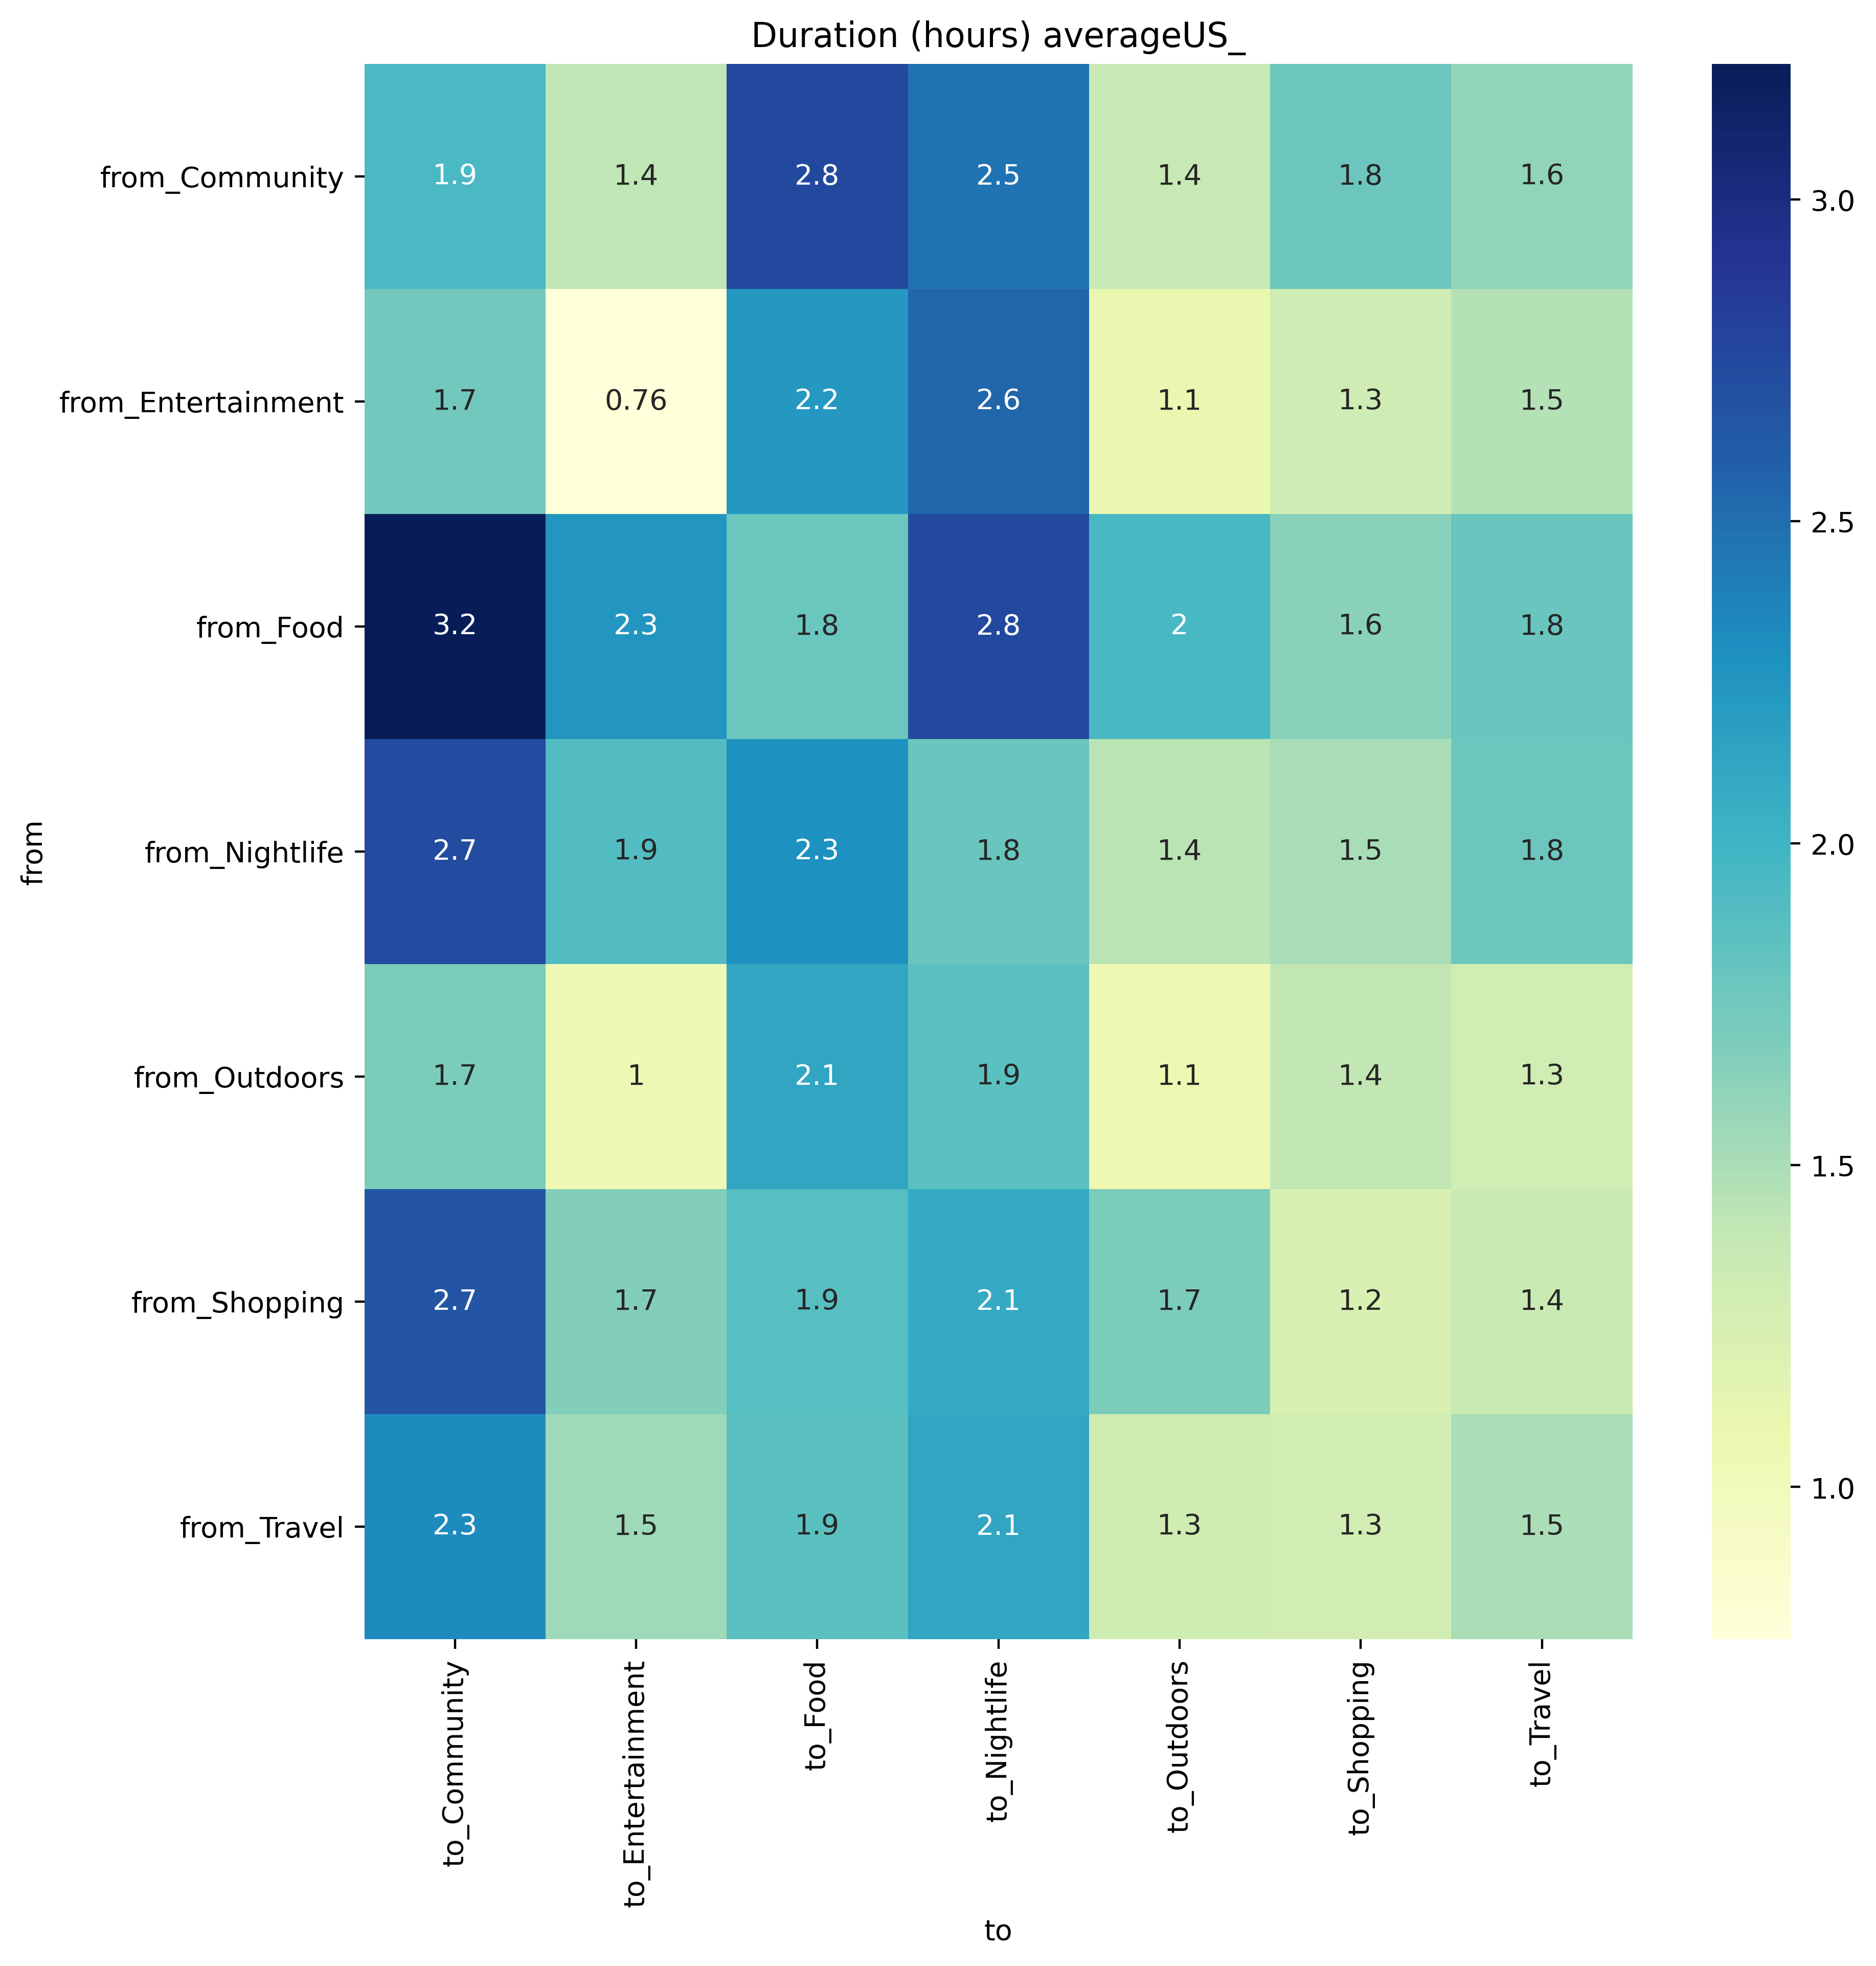 Duration (hours) averageUS_
from_Community 1.9 1.4 2.8 2.5 1.4 1.8 1.6
from_Entertainment 1.7 0.76 2.2 2.6 1.1 1.3 1.5
from_Food 3.2 2.3 1.8 2.8 2 1.6 1.8
from_Nightlife 2.7 1.9 2.3 1.8 1.4 1.5 1.8
from_Outdoors 1.7 1 2.1 1.9 1.1 1.4 1.3
from_Shopping 2.7 1.7 1.9 2.1 1.7 1.2 1.4
from_Travel 2.3 1.5 1.9 2.1 1.3 1.3 1.5
from
to_Community
to_Entertainment
to_Food
to_Nightlife
to_Outdoors
to_Shopping
to_Travel
to
3.0
2.5
2.0
1.5
1.0